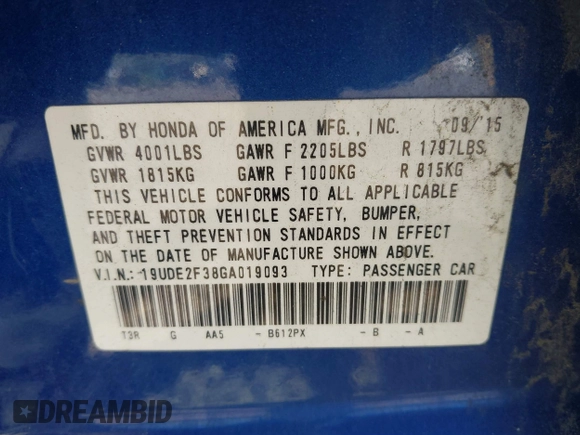 MFD. BY HONDA OF AMERICA MFG., INC. 09/15
GVWR 4001LBS GAWR F 2205LBS R 1797LBS
GVWR 1815KG GAWR F 1000KG R 815KG
THIS VEHICLE CONFORMS TO ALL APPLICABLE
FEDERAL MOTOR VEHICLE SAFETY, BUMPER,
AND THEFT PREVENTION STANDARDS IN EFFECT
ON THE DATE OF MANUFACTURE SHOWN ABOVE.
V.I.N.: 19UDE2F38GA019093 TYPE: PASSENGER CAR
T3R G AA5 - B612PX - B - A
DREAMBID